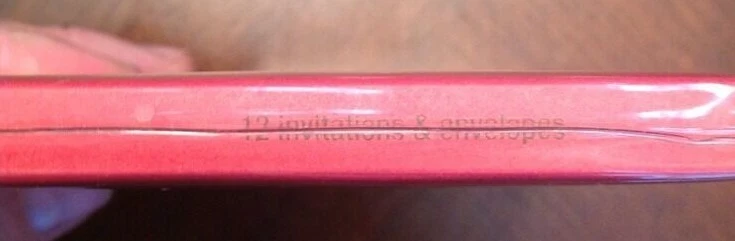 12 invitations & envelopes